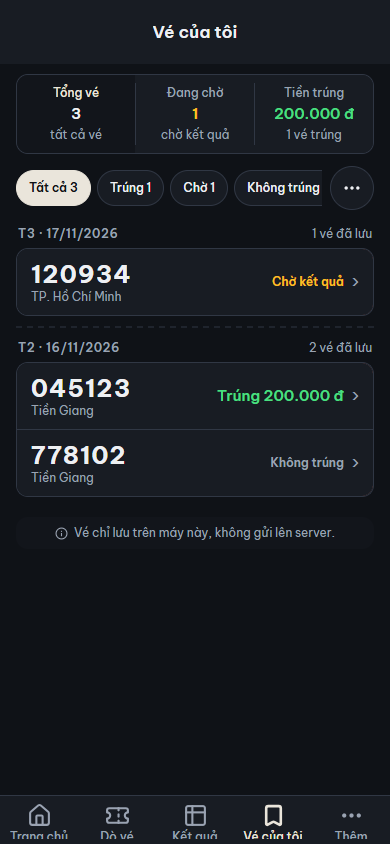 Vé của tôi
Tổng vé
3
tất cả vé
Đang chờ
1
chờ kết quả
Tiền trúng
200.000 đ
1 vé trúng
Tất cả 3
Trúng 1
Chờ 1
Không trúng
T3 · 17/11/2026
1 vé đã lưu
120934
TP. Hồ Chí Minh
Chờ kết quả
T2 · 16/11/2026
2 vé đã lưu
045123
Tiền Giang
Trúng 200.000 đ
778102
Tiền Giang
Không trúng
Vé chỉ lưu trên máy này, không gửi lên server.
Trang chủ
Dò vé
Kết quả
Vé của tôi
Thêm